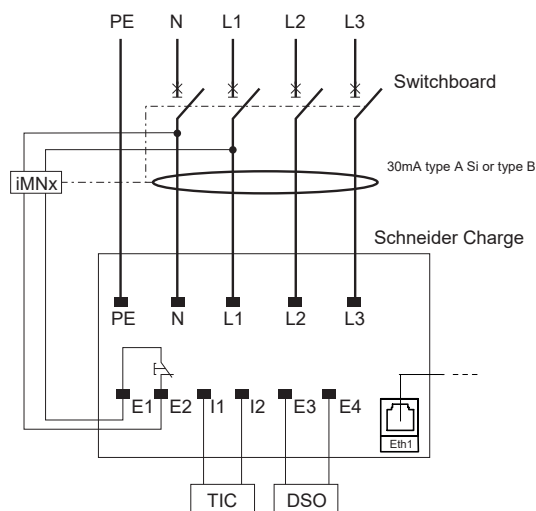 PE N L1 L2 L3
Switchboard
30mA type A Si or type B
iMNx
Schneider Charge
PE N L1 L2 L3
E1 E2 I1 I2 E3 E4
Eth1
TIC DSO